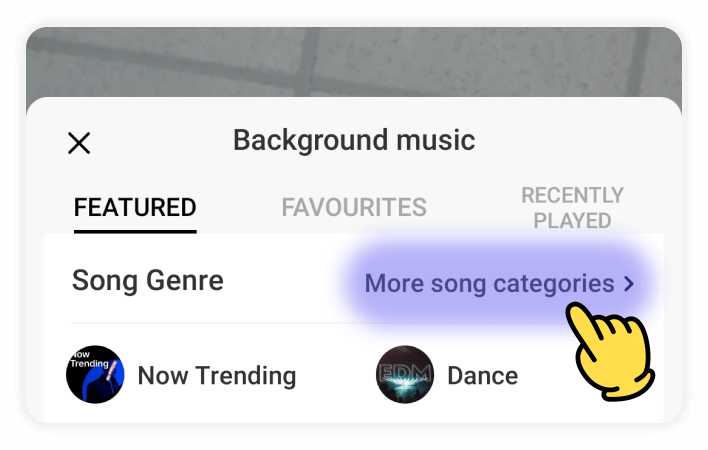 Background music
FEATURED
FAVOURITES
RECENTLY
PLAYED
Song Genre
More song categories >
Now
Trending
Now Trending
EDM
Dance